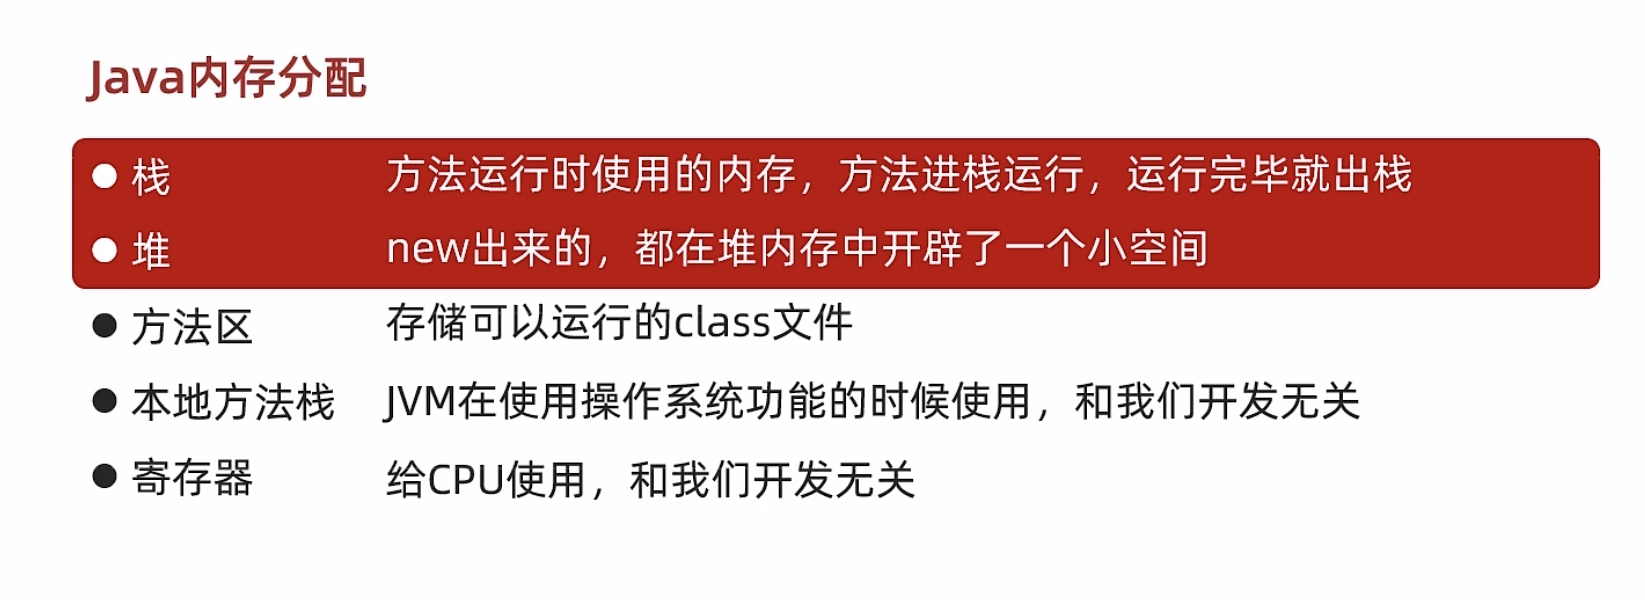 Java内存分配
● 栈 方法运行时使用的内存，方法进栈运行，运行完毕就出栈
● 堆 new出来的，都在堆内存中开辟了一个小空间
● 方法区 存储可以运行的class文件
● 本地方法栈 JVM在使用操作系统功能的时候使用，和我们开发无关
● 寄存器 给CPU使用，和我们开发无关